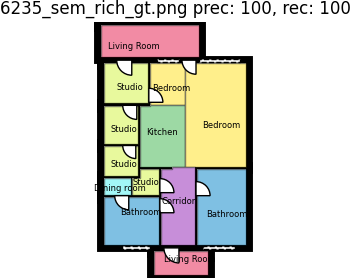 6235_sem_rich_gt.png prec: 100, rec: 100
Living Room
Studio
Bedroom
Studio
Kitchen
Bedroom
Studio
Studio
Dining room
Corridor
Bathroom
Bathroom
Living Roo